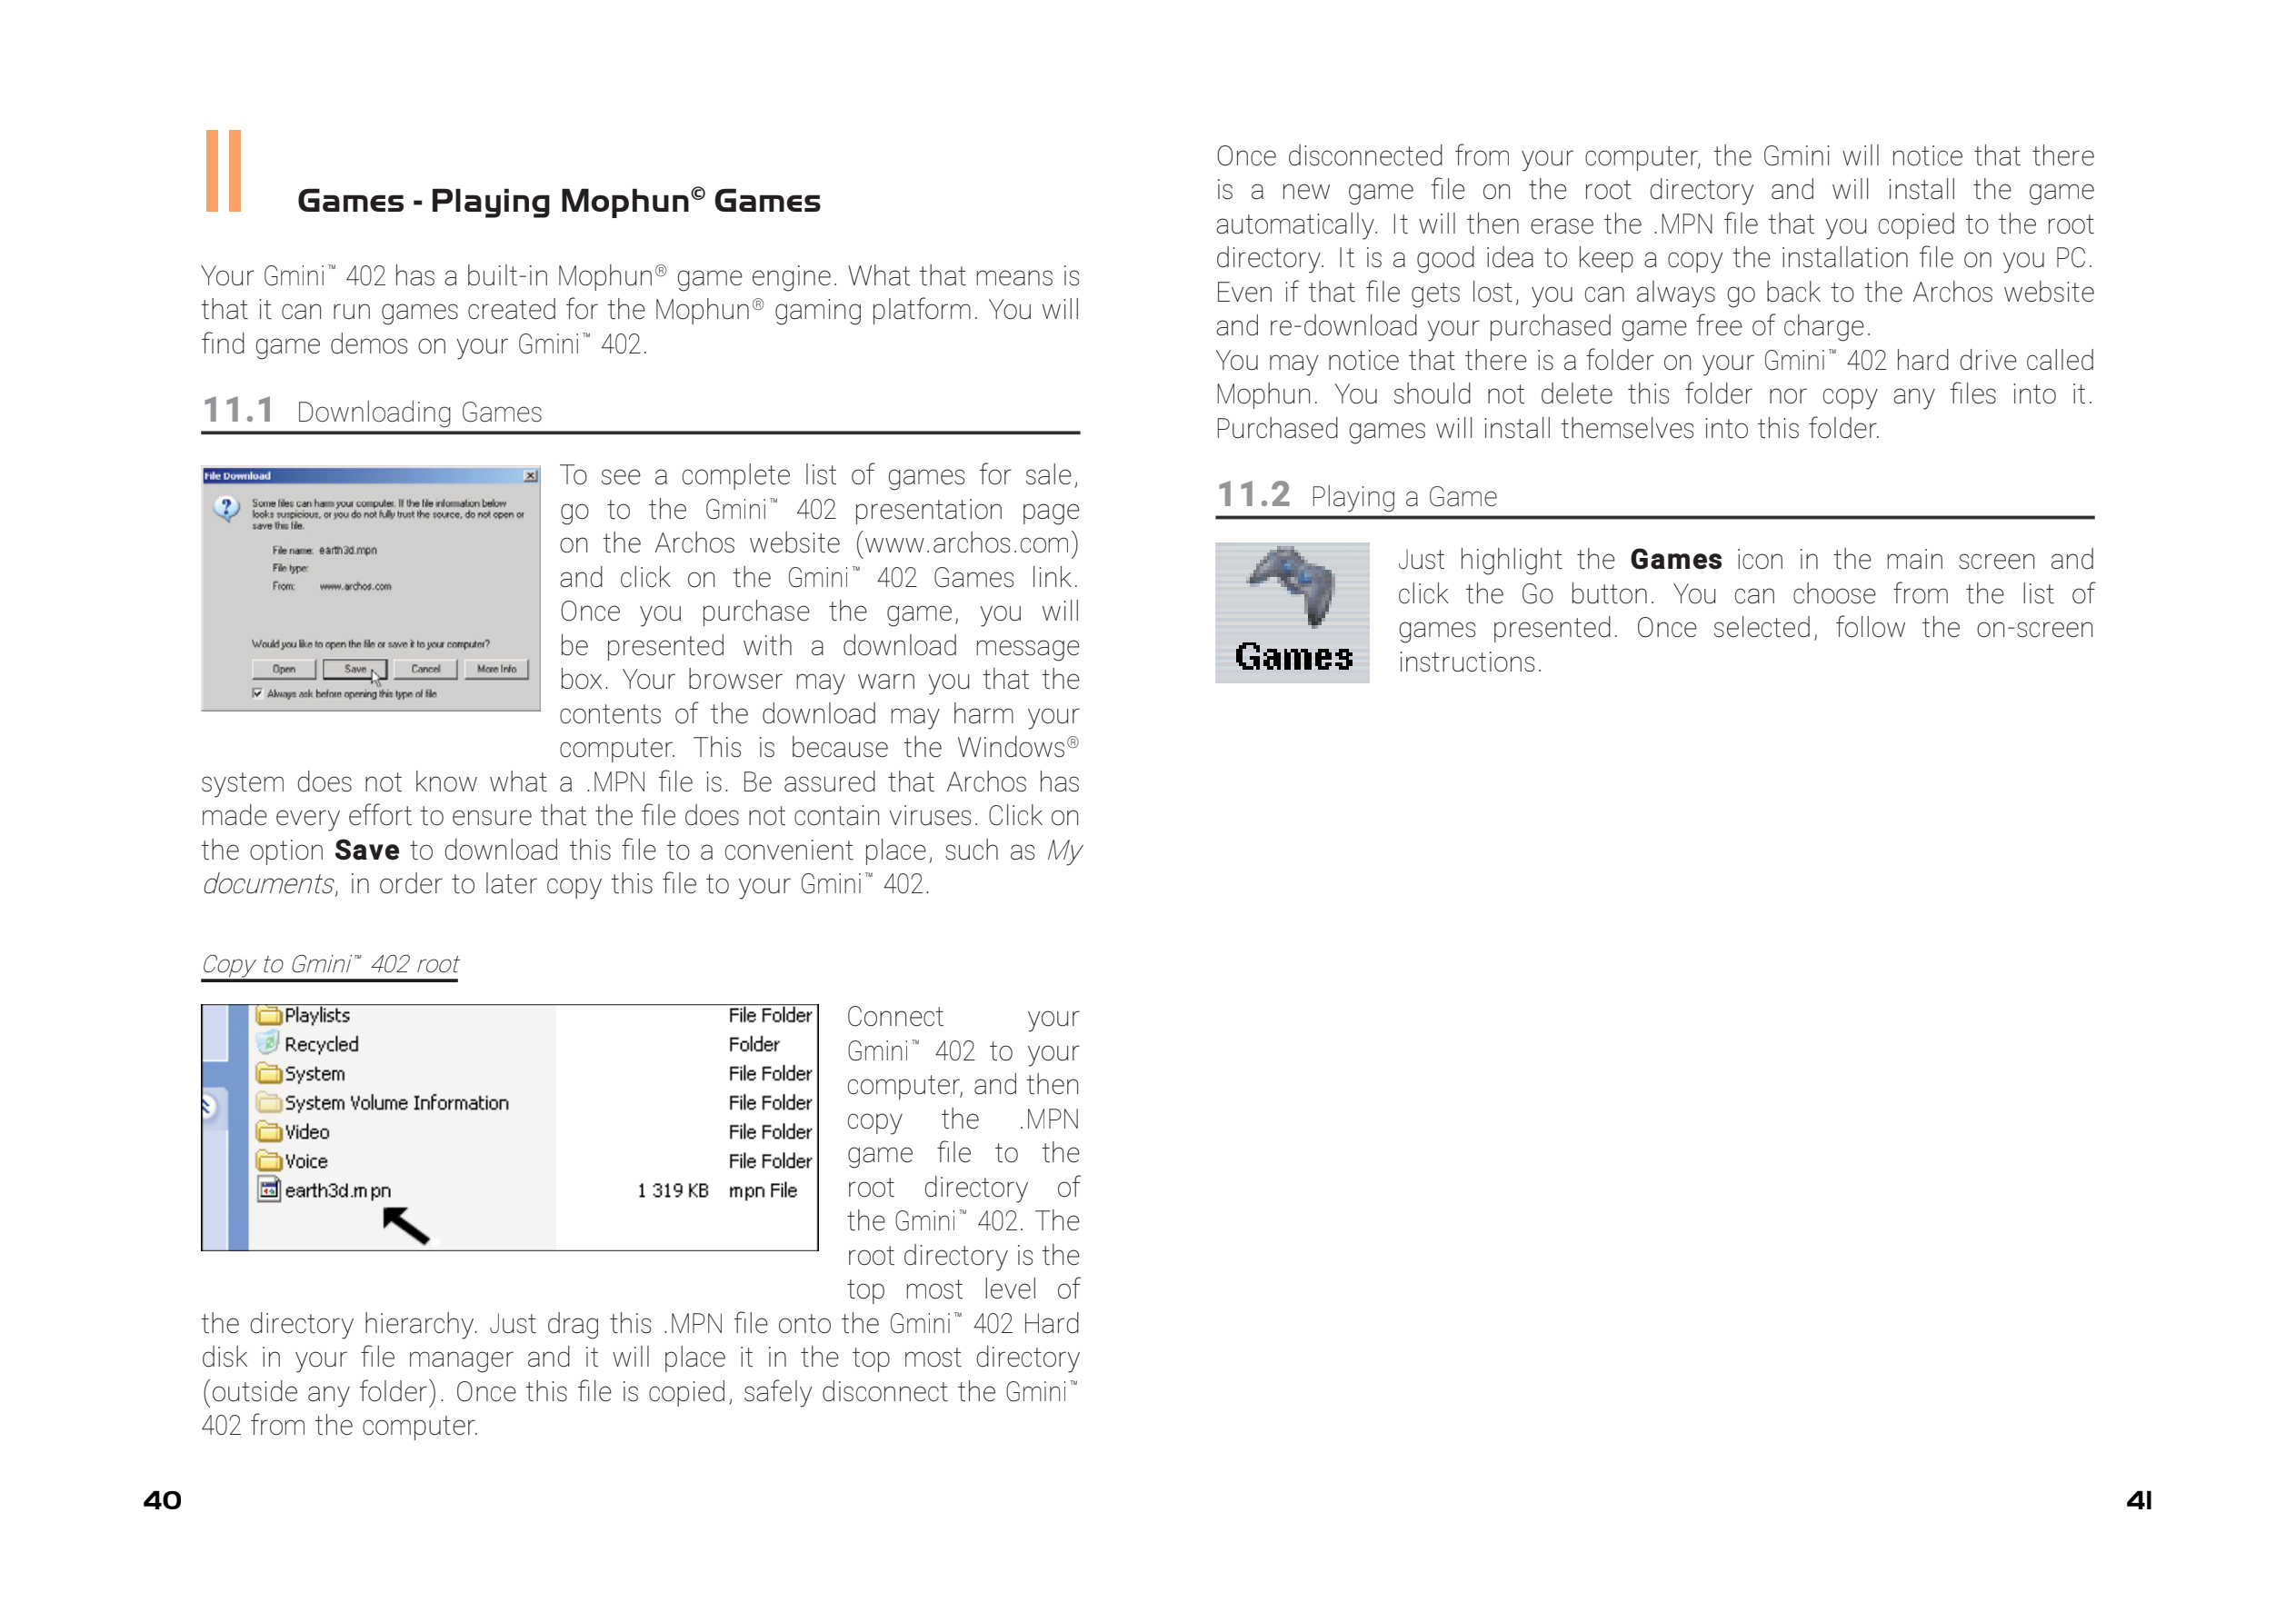 11
Games - Playing Mophun© Games
Your Gmini™ 402 has a built-in Mophun® game engine. What that means is
that it can run games created for the Mophun® gaming platform. You will
find game demos on your Gmini™ 402.
11.1 Downloading Games
File Download
Some files can harm your computer. If the file information below
looks suspicious, or you do not fully trust the source, do not open or
save this file.
File name: earth3d.mpn
File type:
From: www.archos.com
Would you like to open the file or save it to your computer?
Open Save Cancel More Info
Always ask before opening this type of file
To see a complete list of games for sale,
go to the Gmini™ 402 presentation page
on the Archos website (www.archos.com)
and click on the Gmini™ 402 Games link.
Once you purchase the game, you will
be presented with a download message
box. Your browser may warn you that the
contents of the download may harm your
computer. This is because the Windows®
system does not know what a .MPN file is. Be assured that Archos has
made every effort to ensure that the file does not contain viruses. Click on
the option Save to download this file to a convenient place, such as My
documents, in order to later copy this file to your Gmini™ 402.
Copy to Gmini™ 402 root
Playlists File Folder
Recycled Folder
System File Folder
System Volume Information File Folder
Video File Folder
Voice File Folder
earth3d.mpn 1 319 KB mpn File
Connect your
Gmini™ 402 to your
computer, and then
copy the .MPN
game file to the
root directory of
the Gmini™ 402. The
root directory is the
top most level of
the directory hierarchy. Just drag this .MPN file onto the Gmini™ 402 Hard
disk in your file manager and it will place it in the top most directory
(outside any folder). Once this file is copied, safely disconnect the Gmini™
402 from the computer.
40
Once disconnected from your computer, the Gmini will notice that there
is a new game file on the root directory and will install the game
automatically. It will then erase the .MPN file that you copied to the root
directory. It is a good idea to keep a copy the installation file on you PC.
Even if that file gets lost, you can always go back to the Archos website
and re-download your purchased game free of charge.
You may notice that there is a folder on your Gmini™ 402 hard drive called
Mophun. You should not delete this folder nor copy any files into it.
Purchased games will install themselves into this folder.
11.2 Playing a Game
Games
Just highlight the Games icon in the main screen and
click the Go button. You can choose from the list of
games presented. Once selected, follow the on-screen
instructions.
41